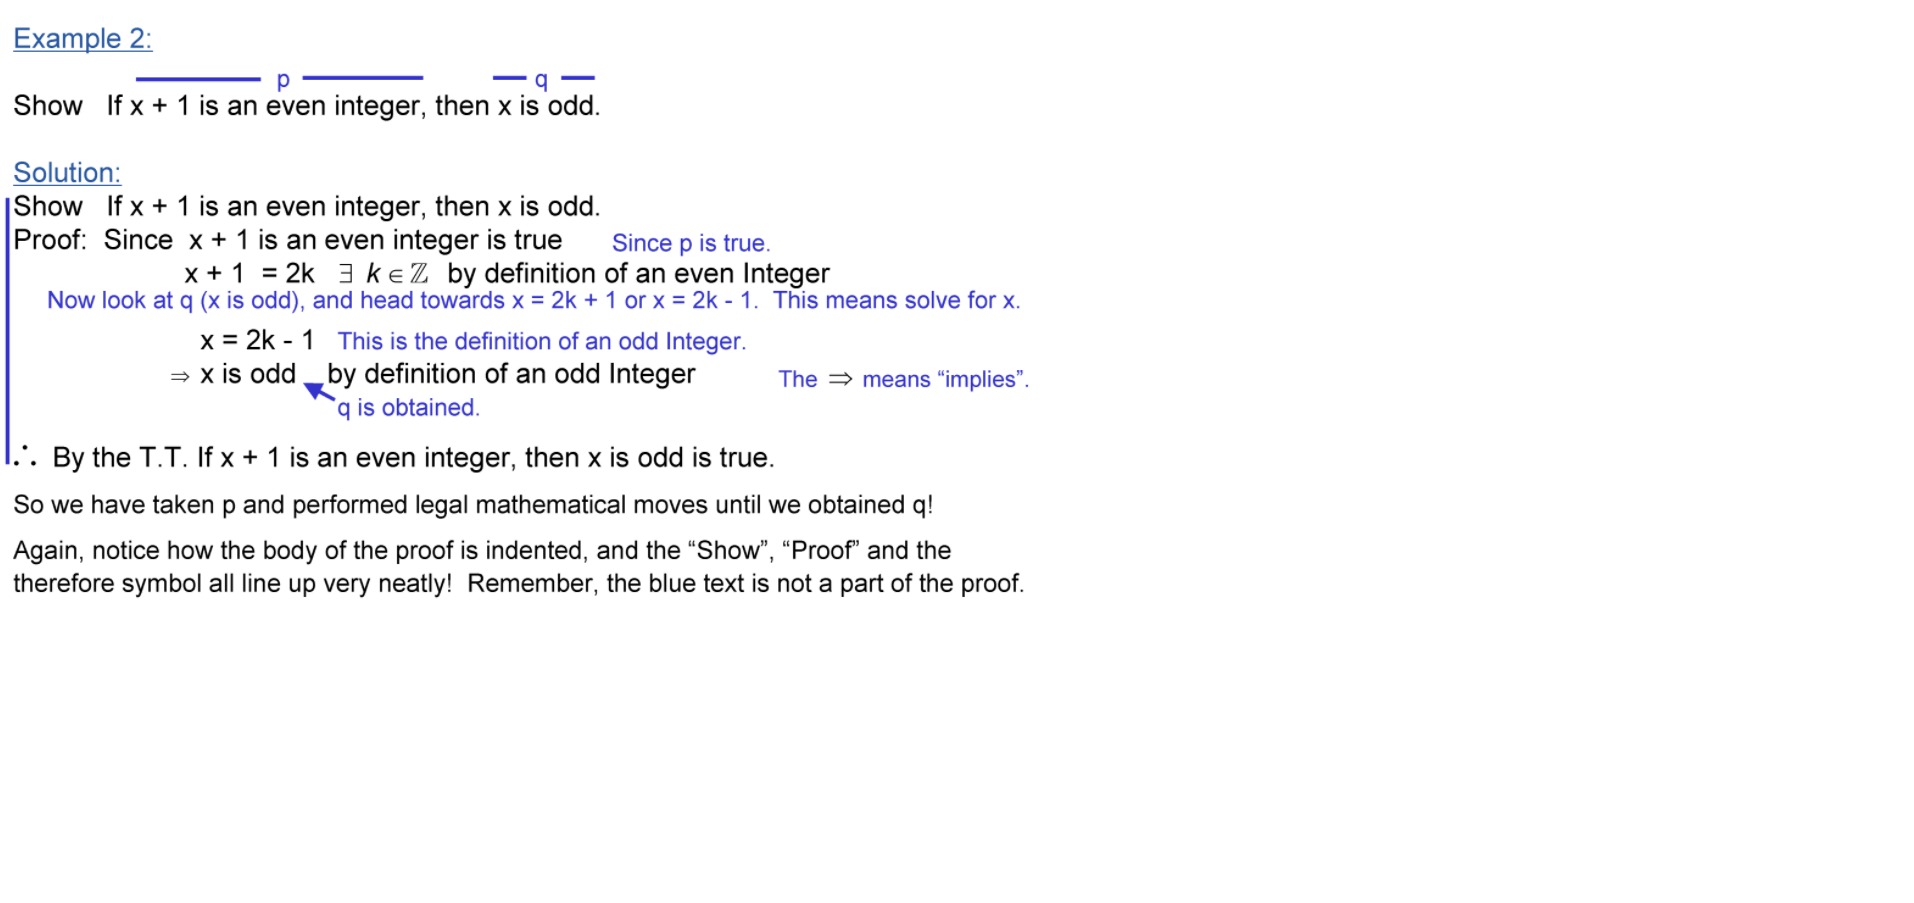 Example 2:
p q
Show If x + 1 is an even integer, then x is odd.
Solution:
Show If x + 1 is an even integer, then x is odd.
Proof: Since x + 1 is an even integer is true Since p is true.
x + 1 = 2k ∃ k ∈ ℤ by definition of an even Integer
Now look at q (x is odd), and head towards x = 2k + 1 or x = 2k - 1. This means solve for x.
x = 2k - 1 This is the definition of an odd Integer.
⇒ x is odd by definition of an odd Integer The ⇒ means “implies”.
q is obtained.
∴ By the T.T. If x + 1 is an even integer, then x is odd is true.
So we have taken p and performed legal mathematical moves until we obtained q!
Again, notice how the body of the proof is indented, and the “Show”, “Proof” and the
therefore symbol all line up very neatly! Remember, the blue text is not a part of the proof.